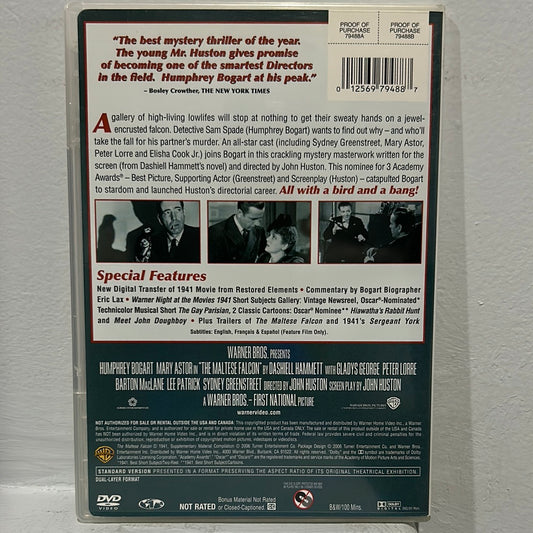 "The best mystery thriller of the year.
The young Mr. Huston gives promise
of becoming one of the smartest Directors
in the field. Humphrey Bogart at his peak."
– Bosley Crowther, THE NEW YORK TIMES
PROOF OF PURCHASE 79488A
PROOF OF PURCHASE 79488B
0 12569 79488 7
A gallery of high-living lowlifes will stop at nothing to get their sweaty hands on a jewel-
encrusted falcon. Detective Sam Spade (Humphrey Bogart) wants to find out why – and who'll
take the fall for his partner's murder. An all-star cast (including Sydney Greenstreet, Mary Astor,
Peter Lorre and Elisha Cook Jr.) joins Bogart in this crackling mystery masterwork written for the
screen (from Dashiell Hammett's novel) and directed by John Huston. This nominee for 3 Academy
Awards® – Best Picture, Supporting Actor (Greenstreet) and Screenplay (Huston) – catapulted Bogart
to stardom and launched Huston's directorial career. All with a bird and a bang!
Special Features
New Digital Transfer of 1941 Movie from Restored Elements • Commentary by Bogart Biographer
Eric Lax • Warner Night at the Movies 1941 Short Subjects Gallery: Vintage Newsreel, Oscar®-Nominated*
Technicolor Musical Short The Gay Parisian, 2 Classic Cartoons: Oscar® Nominee** Hiawatha's Rabbit Hunt
and Meet John Doughboy • Plus Trailers of The Maltese Falcon and 1941's Sergeant York
Subtitles: English, Français & Español (Feature Film Only).
WARNER BROS. PRESENTS
HUMPHREY BOGART MARY ASTOR IN "THE MALTESE FALCON" BY DASHIELL HAMMETT WITH GLADYS GEORGE PETER LORRE
BARTON MacLANE LEE PATRICK SYDNEY GREENSTREET DIRECTED BY JOHN HUSTON SCREEN PLAY BY JOHN HUSTON
A WARNER BROS. – FIRST NATIONAL PICTURE
warnervideo.com
NOT AUTHORIZED FOR SALE OR RENTAL OUTSIDE THE USA AND CANADA.
STANDARD VERSION PRESENTED IN A FORMAT PRESERVING THE ASPECT RATIO OF ITS ORIGINAL THEATRICAL EXHIBITION.
DUAL-LAYER FORMAT
DVD VIDEO
Bonus Material Not Rated
NOT RATED or Closed-Captioned.
B&W/100 Mins.
DOLBY DIGITAL